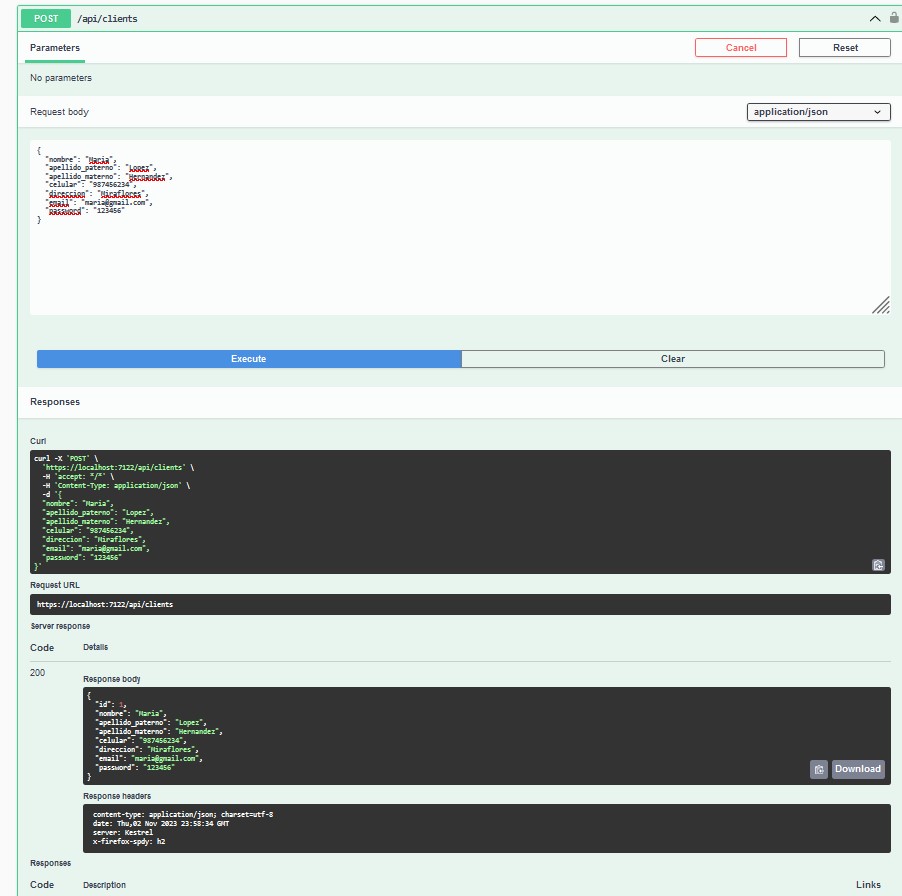 POST /api/clients
Parameters Cancel Reset
No parameters
Request body application/json
{
"nombre": "Maria",
"apellido_paterno": "Lopez",
"apellido_materno": "Hernandez",
"celular": "987456234",
"direccion": "Miraflores",
"email": "maria@gmail.com",
"password": "123456"
}
Execute Clear
Responses
Curl
curl -X 'POST' \
'https://localhost:7122/api/clients' \
-H 'accept: */*' \
-H 'Content-Type: application/json' \
-d '{
"nombre": "Maria",
"apellido_paterno": "Lopez",
"apellido_materno": "Hernandez",
"celular": "987456234",
"direccion": "Miraflores",
"email": "maria@gmail.com",
"password": "123456"
}'
Request URL
https://localhost:7122/api/clients
Server response
Code Details
200
Response body
{
"id": 1,
"nombre": "Maria",
"apellido_paterno": "Lopez",
"apellido_materno": "Hernandez",
"celular": "987456234",
"direccion": "Miraflores",
"email": "maria@gmail.com",
"password": "123456"
}
Download
Response headers
content-type: application/json; charset=utf-8
date: Thu,02 Nov 2023 23:58:34 GMT
server: Kestrel
x-firefox-spdy: h2
Responses
Code Description Links